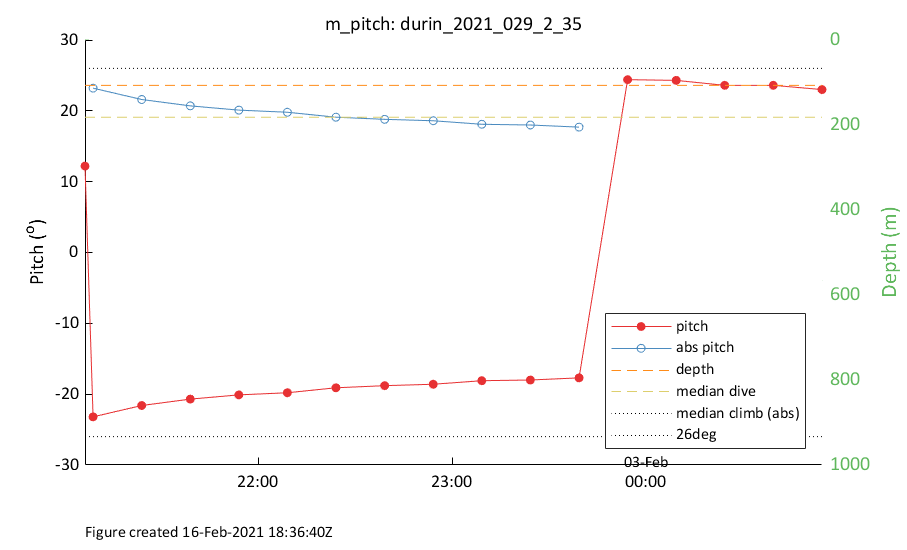 m_pitch: durin_2021_029_2_35
30
20
10
0
-10
-20
-30
Pitch (º)
0
200
400
600
800
1000
Depth (m)
pitch
abs pitch
depth
median dive
median climb (abs)
26deg
03-Feb
22:00
23:00
00:00
Figure created 16-Feb-2021 18:36:40Z